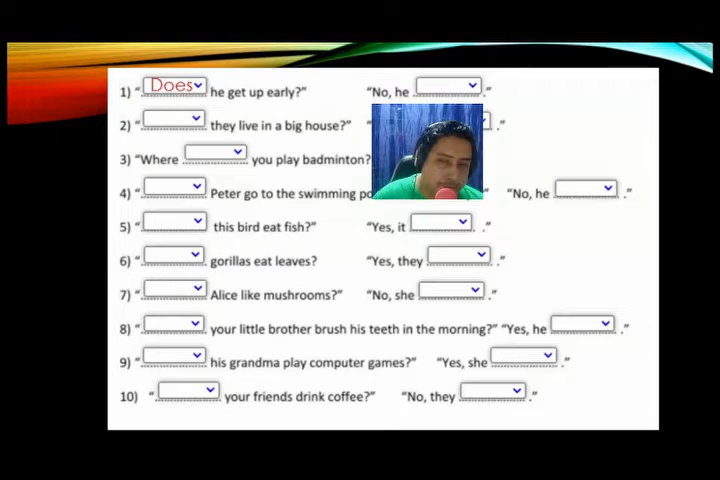 1) " Does he get up early?" "No, he ."
2) " they live in a big house?" " ."
3) "Where you play badminton?
4) " Peter go to the swimming " "No, he ."
5) " this bird eat fish?" "Yes, it ."
6) " gorillas eat leaves? "Yes, they ."
7) " Alice like mushrooms?" "No, she ."
8) " your little brother brush his teeth in the morning?" "Yes, he ."
9) " his grandma play computer games?" "Yes, she ."
10) " your friends drink coffee?" "No, they ."